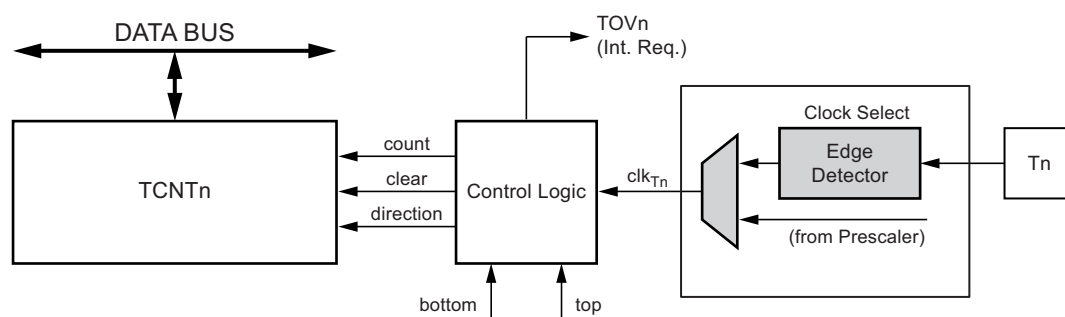 DATA BUS
TOVn
(Int. Req.)
TCNTn
count
clear
direction
Control Logic
clkTn
Clock Select
Edge
Detector
Tn
(from Prescaler)
bottom
top